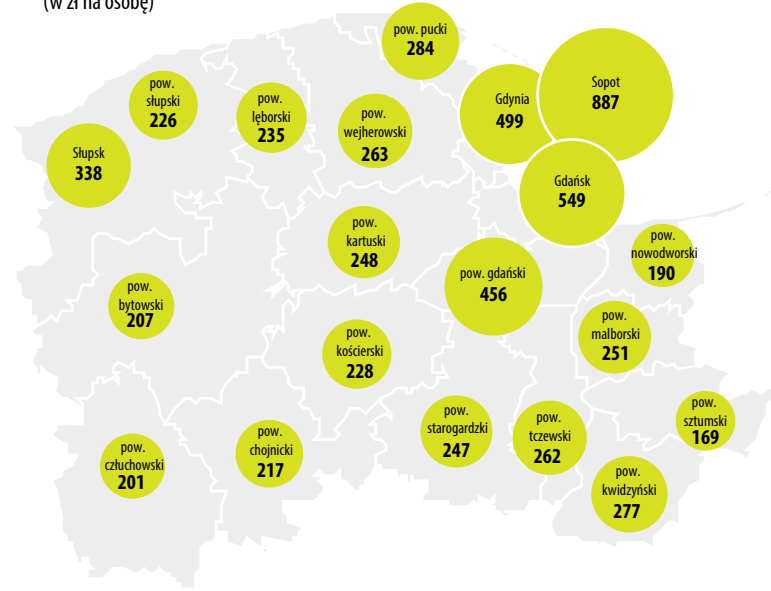 (w zł na osobę)
pow. pucki
284
Sopot
887
pow.
słupski
226
pow.
lęborski
235
Gdynia
499
pow.
wejherowski
263
Słupsk
338
Gdańsk
549
pow.
kartuski
248
pow.
nowodworski
190
pow. gdański
456
pow.
bytowski
207
pow.
malborski
251
pow.
kościerski
228
pow.
sztumski
169
pow.
starogardzki
247
pow.
tczewski
262
pow.
chojnicki
217
pow.
człuchowski
201
pow.
kwidzyński
277